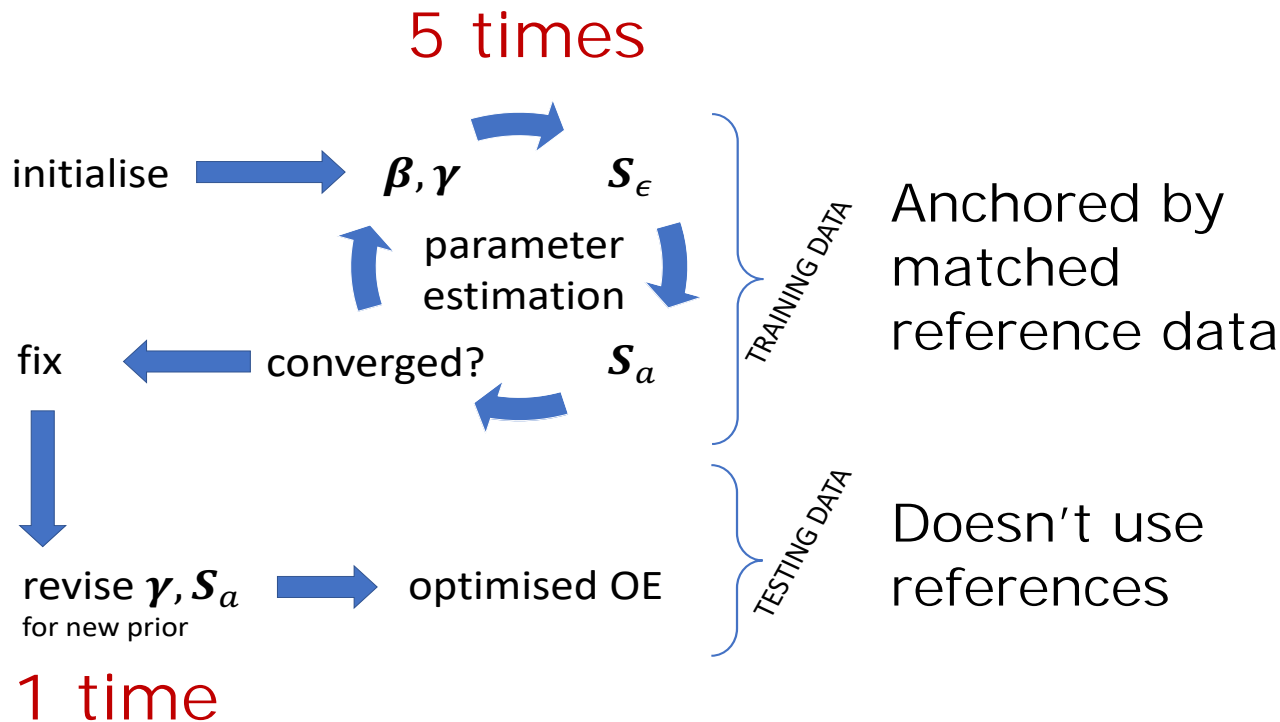 5 times
initialise
β, γ
S_ϵ
parameter
estimation
fix
converged?
S_a
TRAINING DATA
Anchored by
matched
reference data
revise γ, S_a
for new prior
optimised OE
TESTING DATA
Doesn't use
references
1 time